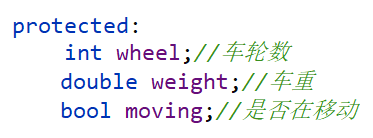 protected:
int wheel;//车轮数
double weight;//车重
bool moving;//是否在移动